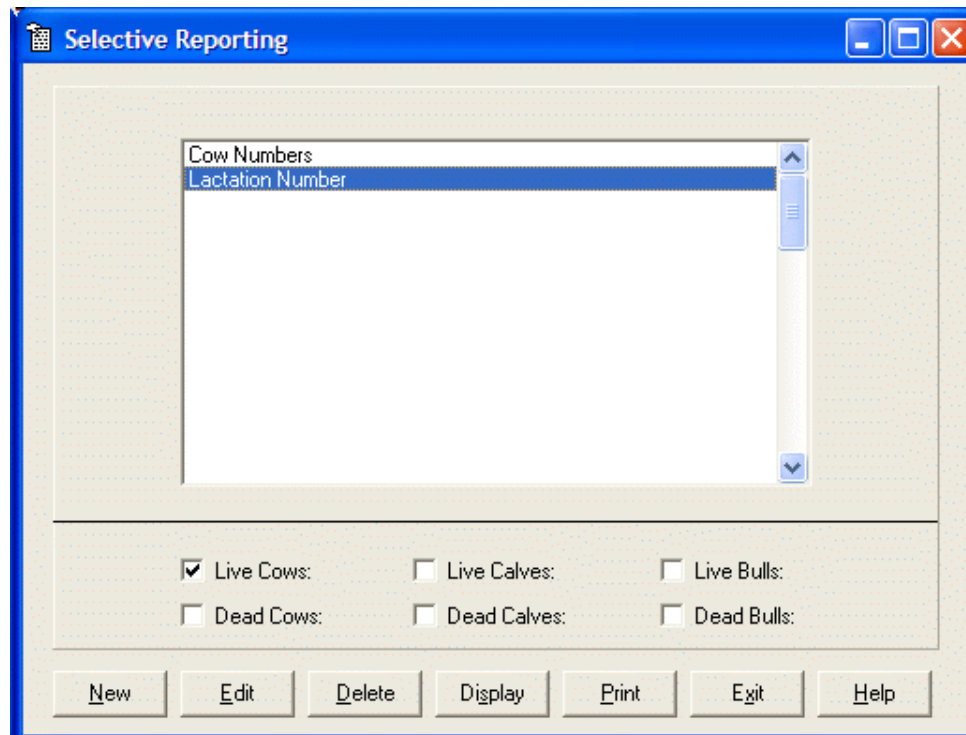 Selective Reporting
Cow Numbers
Lactation Number
Live Cows: Live Calves: Live Bulls:
Dead Cows: Dead Calves: Dead Bulls:
New Edit Delete Display Print Exit Help